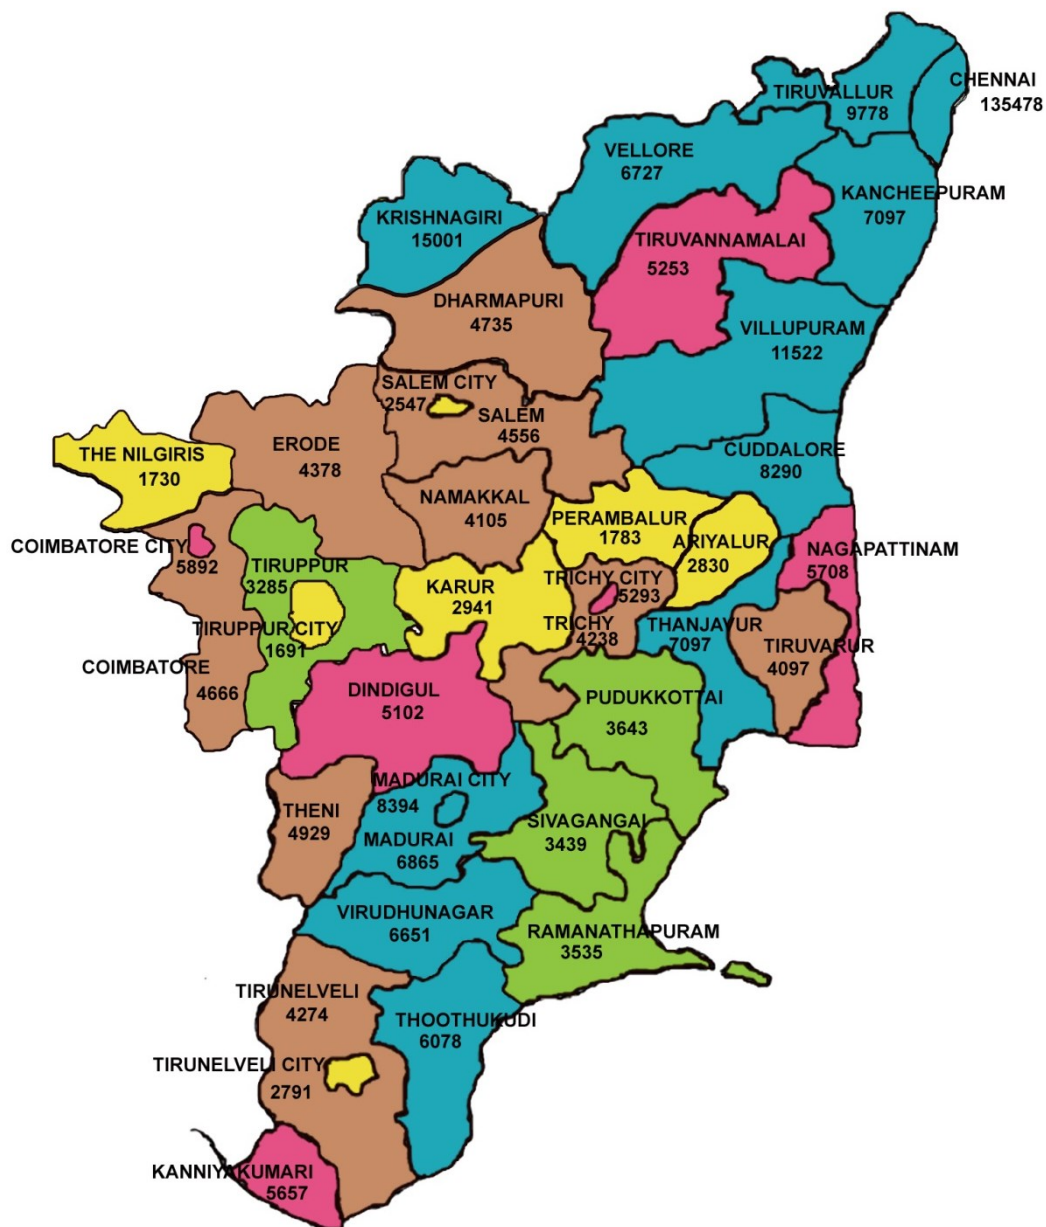 CHENNAI
135478
TIRUVALLUR
9778
VELLORE
6727
KANCHEEPURAM
7097
KRISHNAGIRI
15001
TIRUVANNAMALAI
5253
DHARMAPURI
4735
VILLUPURAM
11522
SALEM CITY
2547
SALEM
4556
ERODE
4378
CUDDALORE
8290
THE NILGIRIS
1730
NAMAKKAL
4105
PERAMBALUR
1783
ARIYALUR
2830
COIMBATORE CITY
5892
NAGAPATTINAM
5708
TIRUPPUR
3285
KARUR
2941
TRICHY CITY
5293
TIRUPPUR CITY
1691
TRICHY
4238
THANJAVUR
7097
TIRUVARUR
4097
COIMBATORE
4666
DINDIGUL
5102
PUDUKKOTTAI
3643
MADURAI CITY
8394
THENI
4929
MADURAI
6865
SIVAGANGAI
3439
VIRUDHUNAGAR
6651
RAMANATHAPURAM
3535
TIRUNELVELI
4274
THOOTHUKUDI
6078
TIRUNELVELI CITY
2791
KANNIYAKUMARI
5657